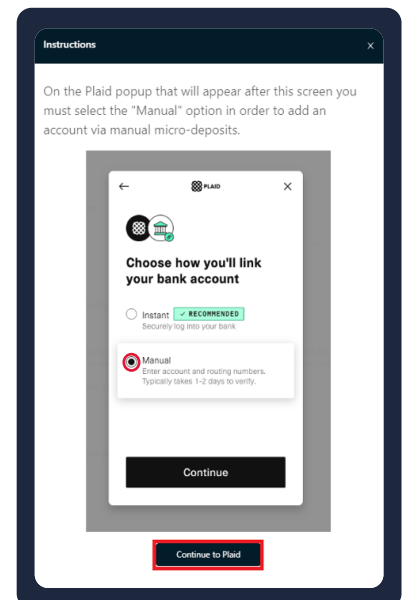 Instructions x
On the Plaid popup that will appear after this screen you
must select the "Manual" option in order to add an
account via manual micro-deposits.
PLAID
Choose how you'll link
your bank account
Instant ✓ RECOMMENDED
Securely log into your bank
Manual
Enter account and routing numbers.
Typically takes 1-2 days to verify.
Continue
Continue to Plaid